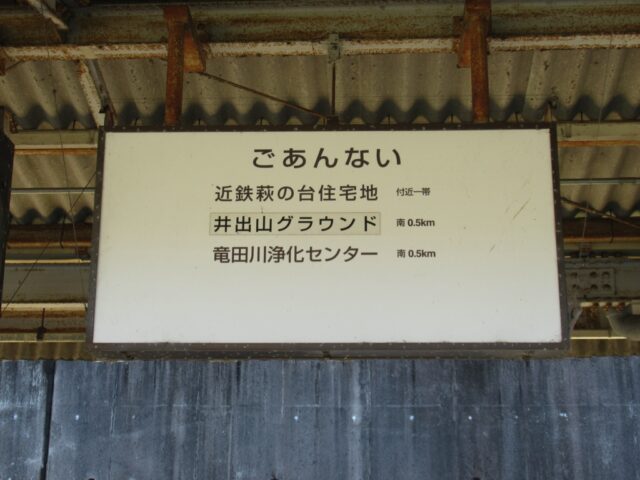 ごあんない
近鉄萩の台住宅地 付近一帯
井出山グラウンド 南 0.5km
竜田川浄化センター 南 0.5km